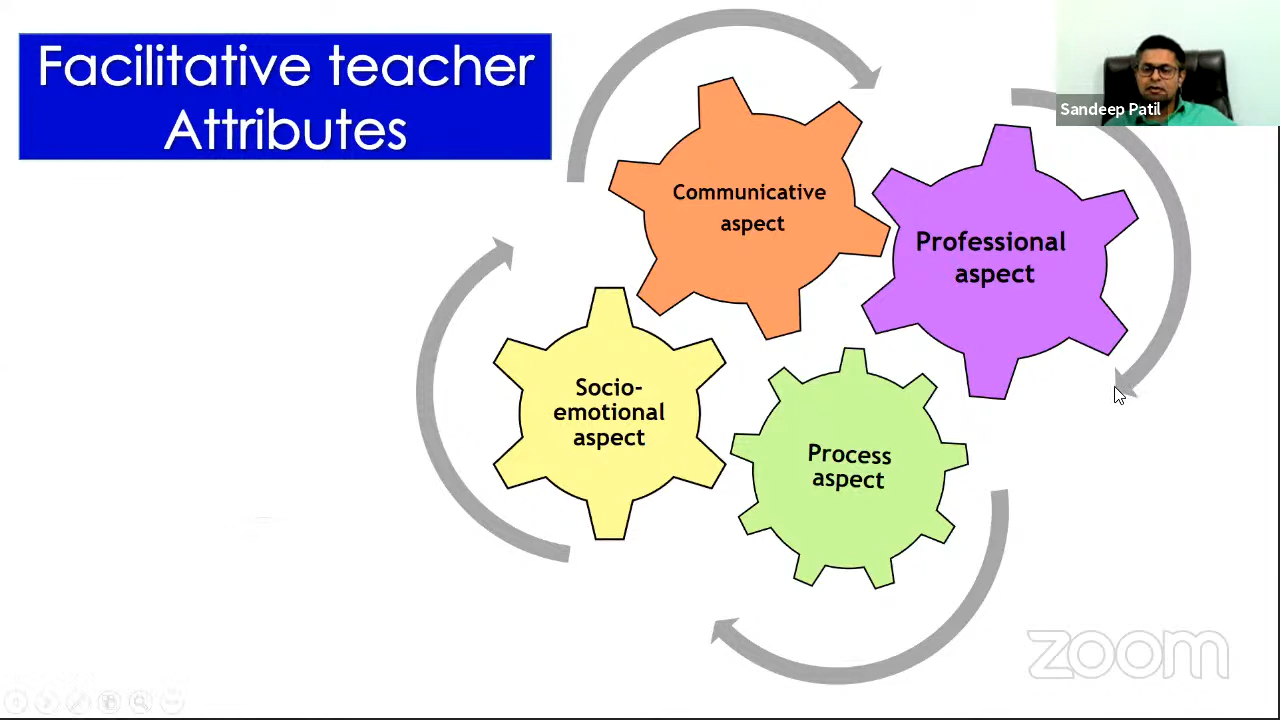 Facilitative teacher
Attributes
Sandeep Patil
Communicative
aspect
Professional
aspect
Socio-
emotional
aspect
Process
aspect
zoom